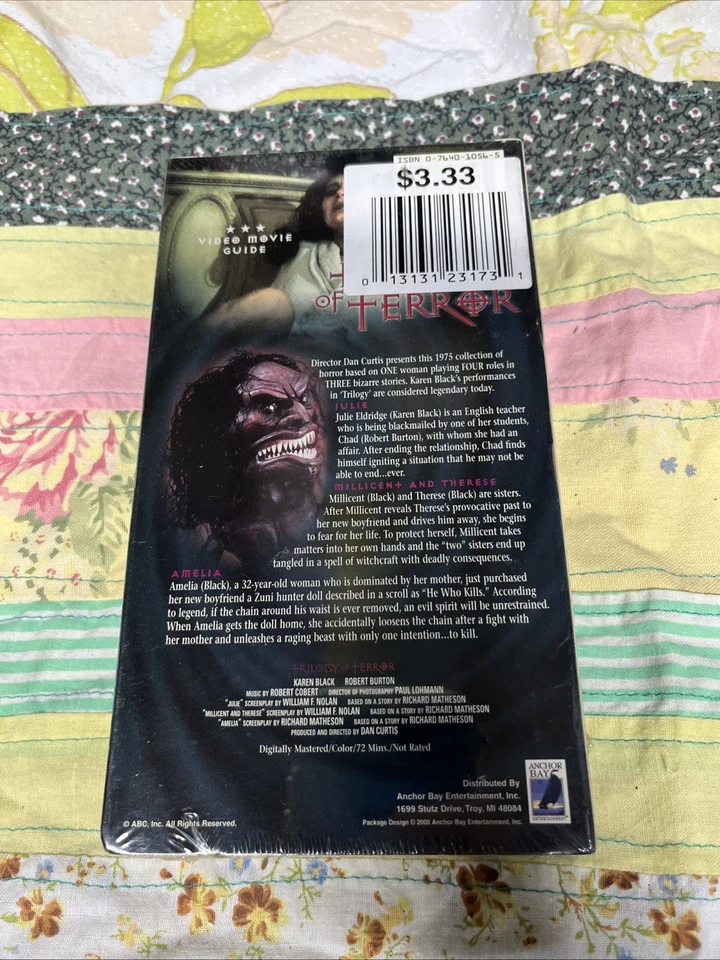 ISBN 0-7640-1056-5
$3.33
0 13131 23173 1
★ ★ ★
VIDEO MOVIE
GUIDE
OF TERROR
Director Dan Curtis presents this 1975 collection of
horror based on ONE woman playing FOUR roles in
THREE bizarre stories. Karen Black's performances
in 'Trilogy' are considered legendary today.
JULIE
Julie Eldridge (Karen Black) is an English teacher
who is being blackmailed by one of her students,
Chad (Robert Burton), with whom she had an
affair. After ending the relationship, Chad finds
himself igniting a situation that he may not be
able to end...ever.
MILLICENT AND THERESE
Millicent (Black) and Therese (Black) are sisters.
After Millicent reveals Therese's provocative past to
her new boyfriend and drives him away, she begins
to fear for her life. To protect herself, Millicent takes
matters into her own hands and the "two" sisters end up
tangled in a spell of witchcraft with deadly consequences.
AMELIA
Amelia (Black), a 32-year-old woman who is dominated by her mother, just purchased
her new boyfriend a Zuni hunter doll described in a scroll as "He Who Kills." According
to legend, if the chain around his waist is ever removed, an evil spirit will be unrestrained.
When Amelia gets the doll home, she accidentally loosens the chain after a fight with
her mother and unleashes a raging beast with only one intention...to kill.
TRILOGY OF TERROR
KAREN BLACK ROBERT BURTON
MUSIC BY ROBERT COBERT DIRECTOR OF PHOTOGRAPHY PAUL LOHMANN
"JULIE" SCREENPLAY BY WILLIAM F. NOLAN BASED ON A STORY BY RICHARD MATHESON
"MILLICENT AND THERESE" SCREENPLAY BY WILLIAM F. NOLAN BASED ON A STORY BY RICHARD MATHESON
"AMELIA" SCREENPLAY BY RICHARD MATHESON BASED ON A STORY BY RICHARD MATHESON
PRODUCED AND DIRECTED BY DAN CURTIS
Digitally Mastered/Color/72 Mins./Not Rated
Distributed By
Anchor Bay Entertainment, Inc.
1699 Stutz Drive, Troy, MI 48084
ANCHOR
BAY
ENTERTAINMENT
© ABC, Inc. All Rights Reserved.
Package Design © 2000 Anchor Bay Entertainment, Inc.